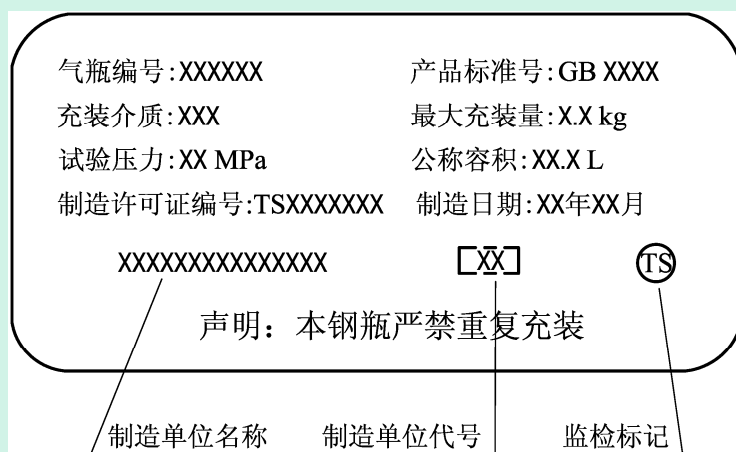 气瓶编号:XXXXXX 产品标准号:GB XXXX
充装介质:XXX 最大充装量:X.X kg
试验压力:XX MPa 公称容积:XX.X L
制造许可证编号:TSXXXXXXX 制造日期:XX年XX月
XXXXXXXXXXXXXXX [XX] TS
声明：本钢瓶严禁重复充装
制造单位名称 制造单位代号 监检标记